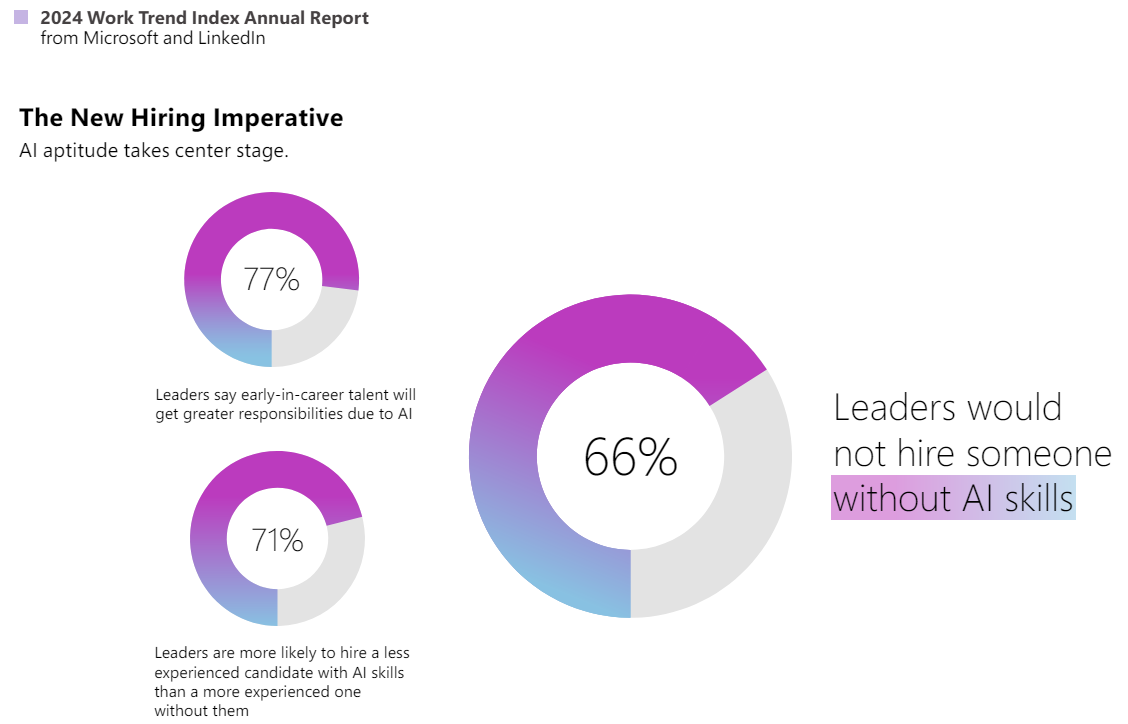 2024 Work Trend Index Annual Report
from Microsoft and LinkedIn
The New Hiring Imperative
AI aptitude takes center stage.
77%
Leaders say early-in-career talent will
get greater responsibilities due to AI
71%
Leaders are more likely to hire a less
experienced candidate with AI skills
than a more experienced one
without them
66%
Leaders would
not hire someone
without AI skills